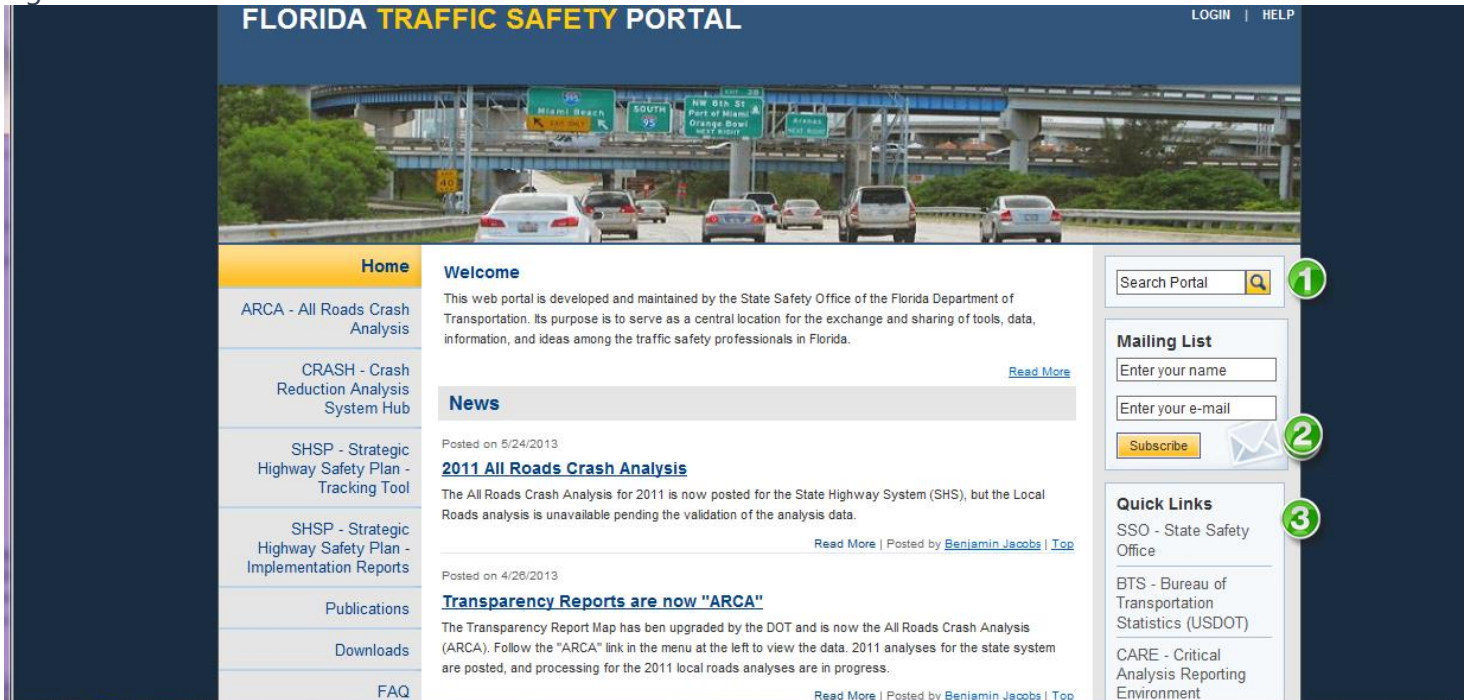 FLORIDA TRAFFIC SAFETY PORTAL
LOGIN | HELP
EXIT 2B
395
Miami Beach
EXIT ONLY
SOUTH
95
NW 8th St
Port of Miami
Orange Bowl
NEXT RIGHT
Arenas
NEXT RIGHT
40
Home
ARCA - All Roads Crash
Analysis
CRASH - Crash
Reduction Analysis
System Hub
SHSP - Strategic
Highway Safety Plan -
Tracking Tool
SHSP - Strategic
Highway Safety Plan -
Implementation Reports
Publications
Downloads
FAQ
Welcome
This web portal is developed and maintained by the State Safety Office of the Florida Department of
Transportation. Its purpose is to serve as a central location for the exchange and sharing of tools, data,
information, and ideas among the traffic safety professionals in Florida.
Read More
News
Posted on 5/24/2013
2011 All Roads Crash Analysis
The All Roads Crash Analysis for 2011 is now posted for the State Highway System (SHS), but the Local
Roads analysis is unavailable pending the validation of the analysis data.
Read More | Posted by Benjamin Jacobs | Top
Posted on 4/26/2013
Transparency Reports are now "ARCA"
The Transparency Report Map has ben upgraded by the DOT and is now the All Roads Crash Analysis
(ARCA). Follow the "ARCA" link in the menu at the left to view the data. 2011 analyses for the state system
are posted, and processing for the 2011 local roads analyses are in progress.
Read More | Posted by Benjamin Jacobs | Top
Search Portal
1
Mailing List
Enter your name
Enter your e-mail
Subscribe
2
Quick Links
3
SSO - State Safety
Office
BTS - Bureau of
Transportation
Statistics (USDOT)
CARE - Critical
Analysis Reporting
Environment